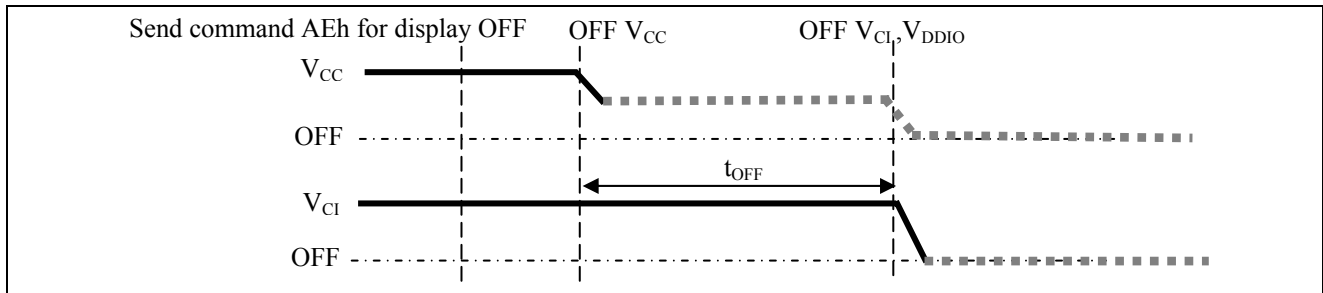 Send command AEh for display OFF OFF VCC OFF VCI ,VDDIO
VCC
OFF
tOFF
VCI
OFF